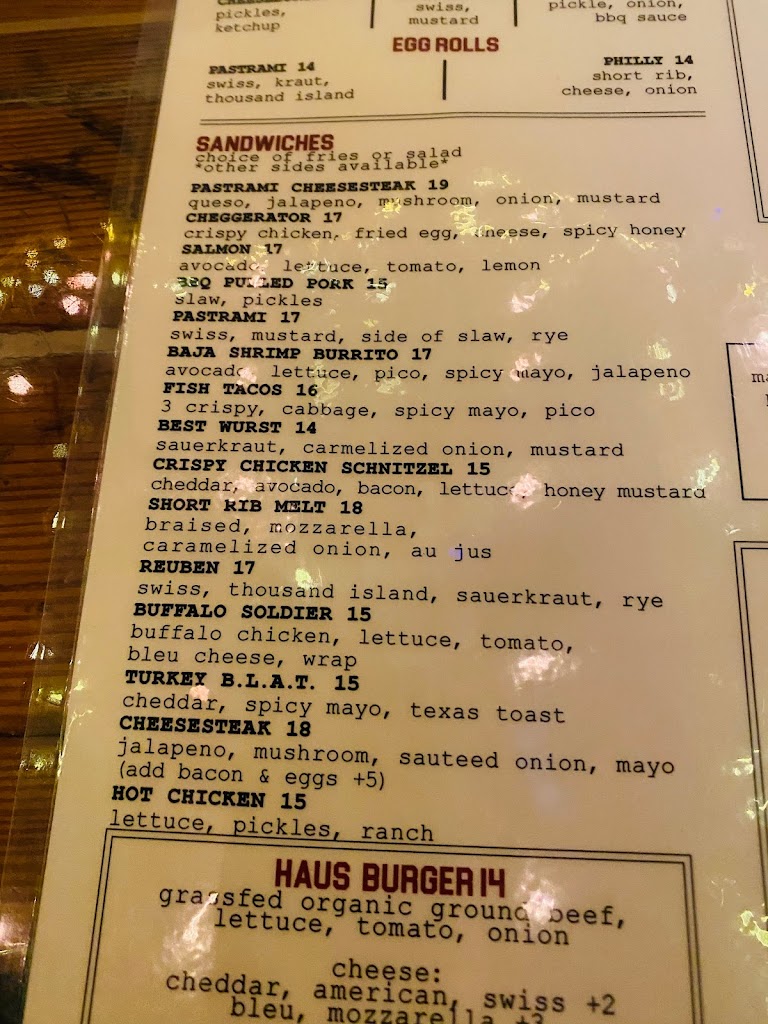 pickles,
ketchup
swiss,
mustard
pickle, onion,
bbq sauce
EGG ROLLS
PASTRAMI 14
swiss, kraut,
thousand island
PHILLY 14
short rib,
cheese, onion
SANDWICHES
choice of fries or salad
*other sides available*
PASTRAMI CHEESESTEAK 19
queso, jalapeno, mushroom, onion, mustard
CHEGGERATOR 17
crispy chicken, fried egg, cheese, spicy honey
SALMON 17
avocado, lettuce, tomato, lemon
BBQ PULLED PORK 15
slaw, pickles
PASTRAMI 17
swiss, mustard, side of slaw, rye
BAJA SHRIMP BURRITO 17
avocado, lettuce, pico, spicy mayo, jalapeno
FISH TACOS 16
3 crispy, cabbage, spicy mayo, pico
BEST WURST 14
sauerkraut, carmelized onion, mustard
CRISPY CHICKEN SCHNITZEL 15
cheddar, avocado, bacon, lettuce, honey mustard
SHORT RIB MELT 18
braised, mozzarella,
caramelized onion, au jus
REUBEN 17
swiss, thousand island, sauerkraut, rye
BUFFALO SOLDIER 15
buffalo chicken, lettuce, tomato,
bleu cheese, wrap
TURKEY B.L.A.T. 15
cheddar, spicy mayo, texas toast
CHEESESTEAK 18
jalapeno, mushroom, sauteed onion, mayo
(add bacon & eggs +5)
HOT CHICKEN 15
lettuce, pickles, ranch
HAUS BURGER 14
grassfed organic ground beef,
lettuce, tomato, onion
cheese:
cheddar, american, swiss +2
bleu, mozzarella +3